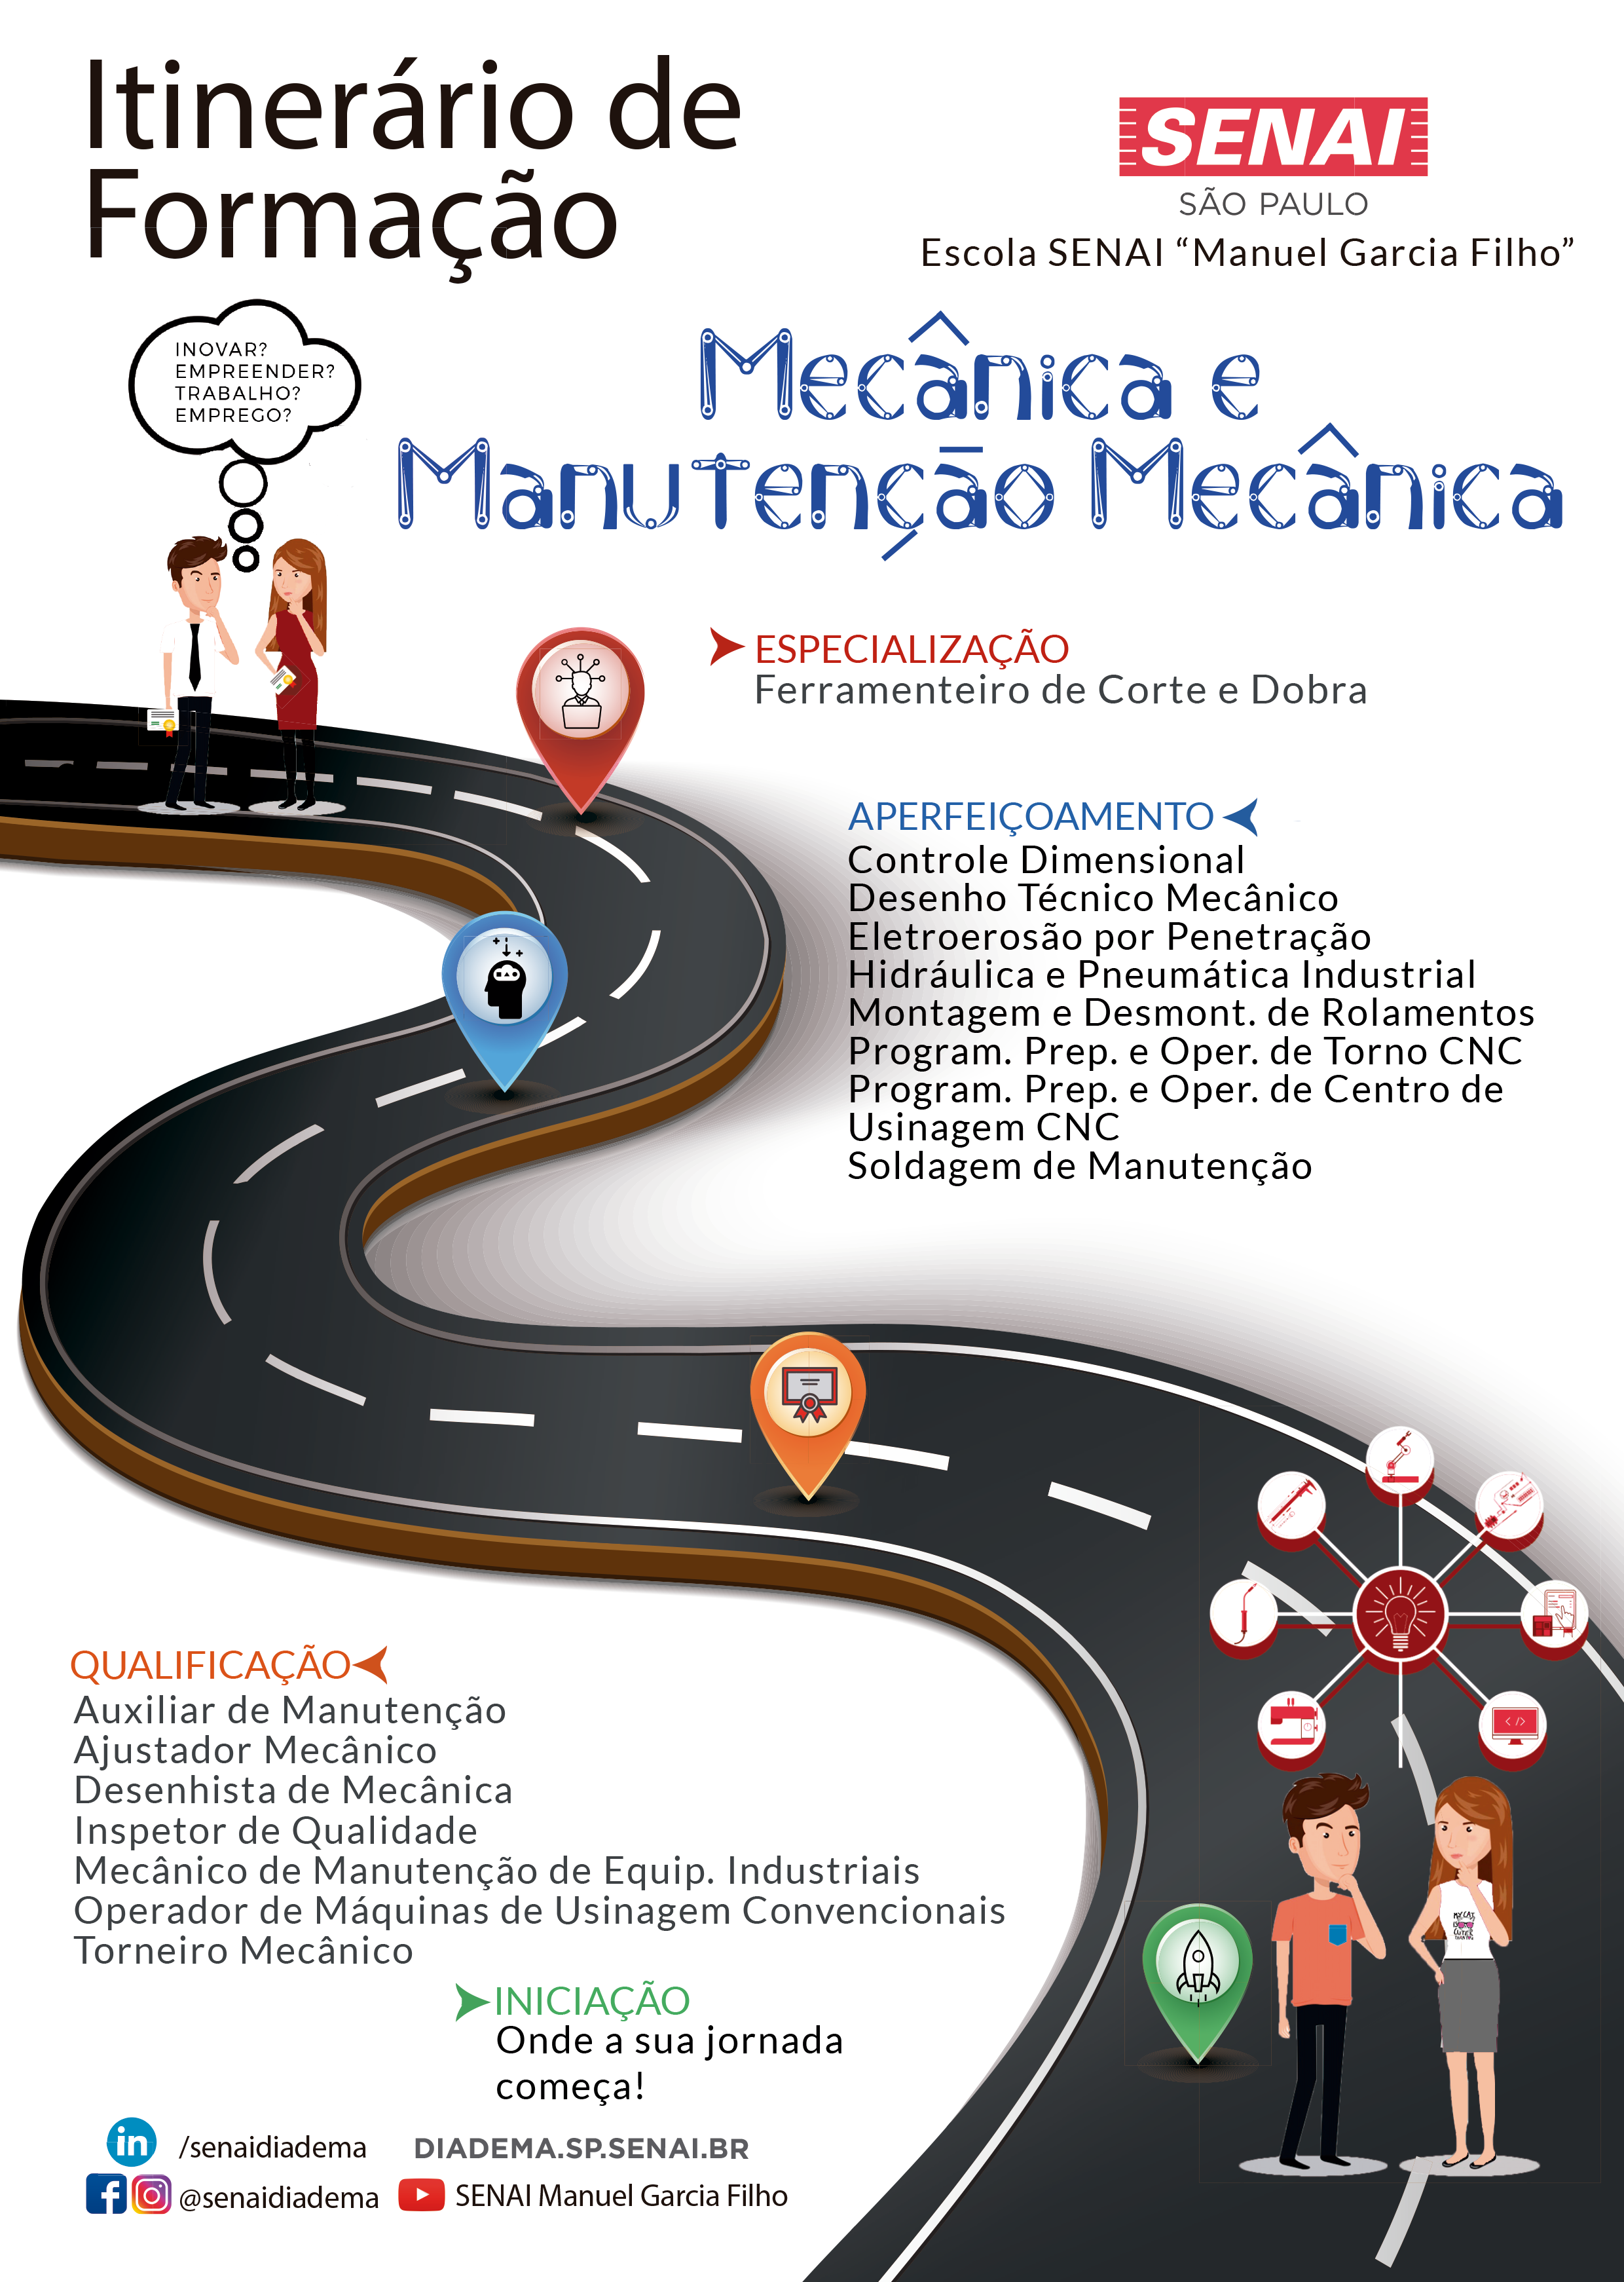 Itinerário de
Formação
SENAI
SÃO PAULO
Escola SENAI “Manuel Garcia Filho”
INOVAR?
EMPREENDER?
TRABALHO?
EMPREGO?
Mecânica e
Manutenção Mecânica
ESPECIALIZAÇÃO
Ferramenteiro de Corte e Dobra
APERFEIÇOAMENTO
Controle Dimensional
Desenho Técnico Mecânico
Eletroerosão por Penetração
Hidráulica e Pneumática Industrial
Montagem e Desmont. de Rolamentos
Program. Prep. e Oper. de Torno CNC
Program. Prep. e Oper. de Centro de
Usinagem CNC
Soldagem de Manutenção
QUALIFICAÇÃO
Auxiliar de Manutenção
Ajustador Mecânico
Desenhista de Mecânica
Inspetor de Qualidade
Mecânico de Manutenção de Equip. Industriais
Operador de Máquinas de Usinagem Convencionais
Torneiro Mecânico
INICIAÇÃO
Onde a sua jornada
começa!
in /senaidiadema
DIADEMA.SP.SENAI.BR
@senaidiadema
SENAI Manuel Garcia Filho